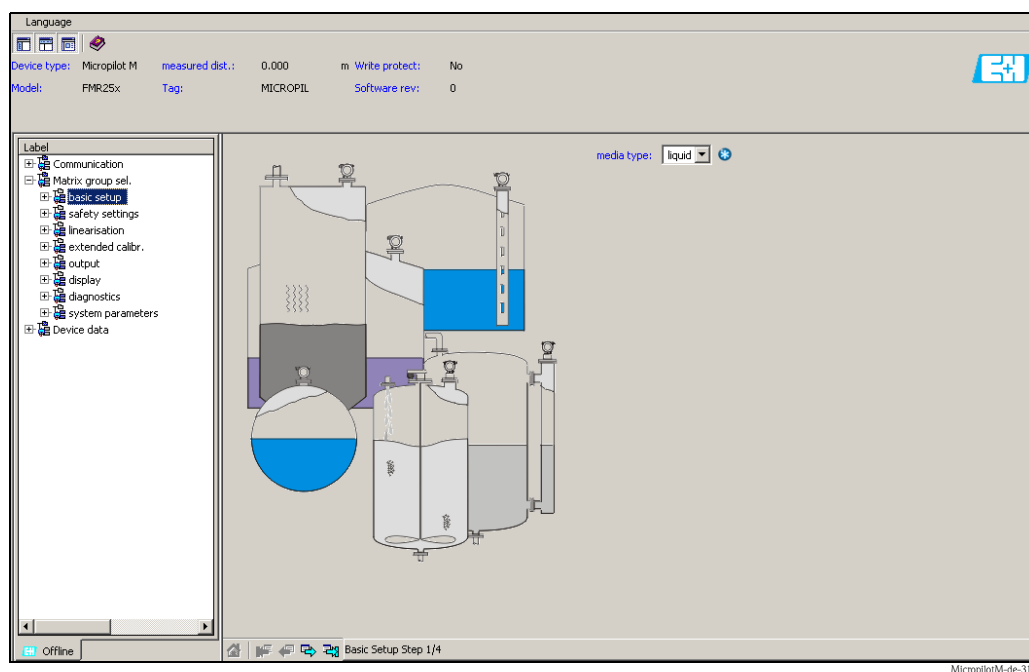 Language
Device type: Micropilot M measured dist.: 0.000 m Write protect: No
Model: FMR25x Tag: MICROPIL Software rev: 0
E+H
Label
Communication
Matrix group sel.
basic setup
safety settings
linearisation
extended calibr.
output
display
diagnostics
system parameters
Device data
media type: liquid
Offline
Basic Setup Step 1/4